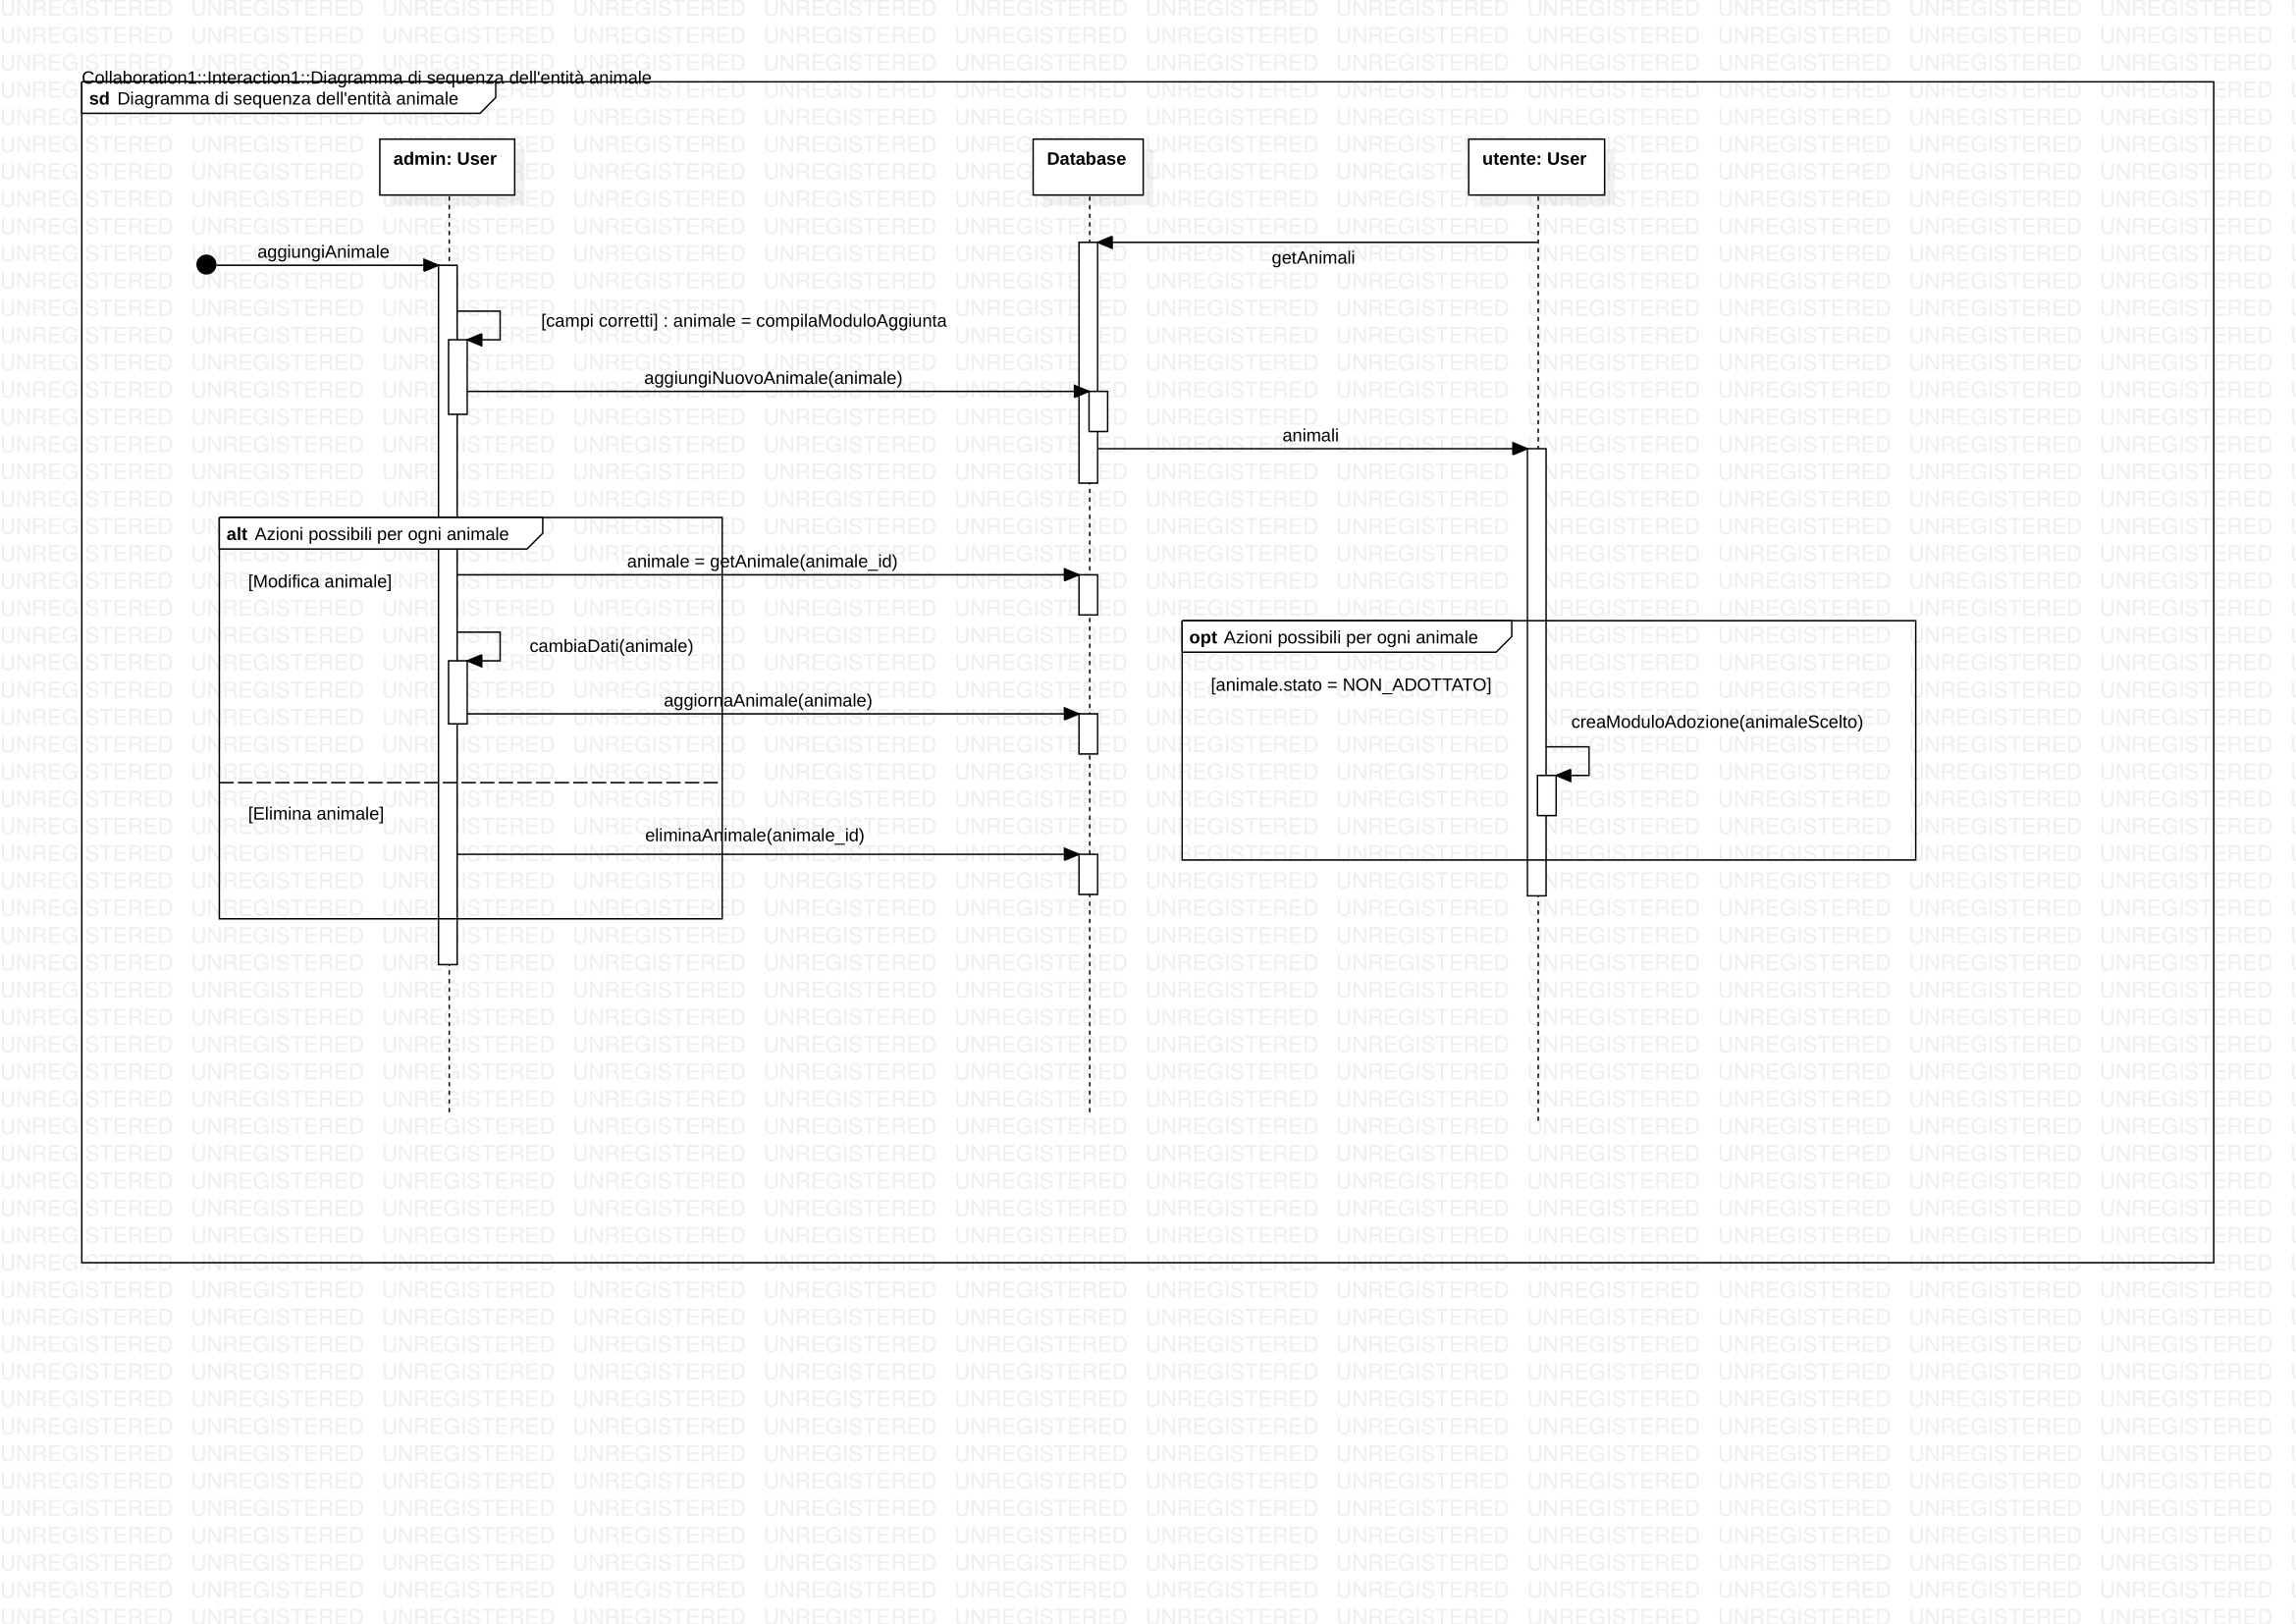 Collaboration1::Interaction1::Diagramma di sequenza dell'entità animale
sd Diagramma di sequenza dell'entità animale
admin: User
Database
utente: User
aggiungiAnimale
getAnimali
[campi corretti] : animale = compilaModuloAggiunta
aggiungiNuovoAnimale(animale)
animali
alt Azioni possibili per ogni animale
animale = getAnimale(animale_id)
[Modifica animale]
opt Azioni possibili per ogni animale
cambiaDati(animale)
[animale.stato = NON_ADOTTATO]
aggiornaAnimale(animale)
creaModuloAdozione(animaleScelto)
[Elimina animale]
eliminaAnimale(animale_id)
UNREGISTERED